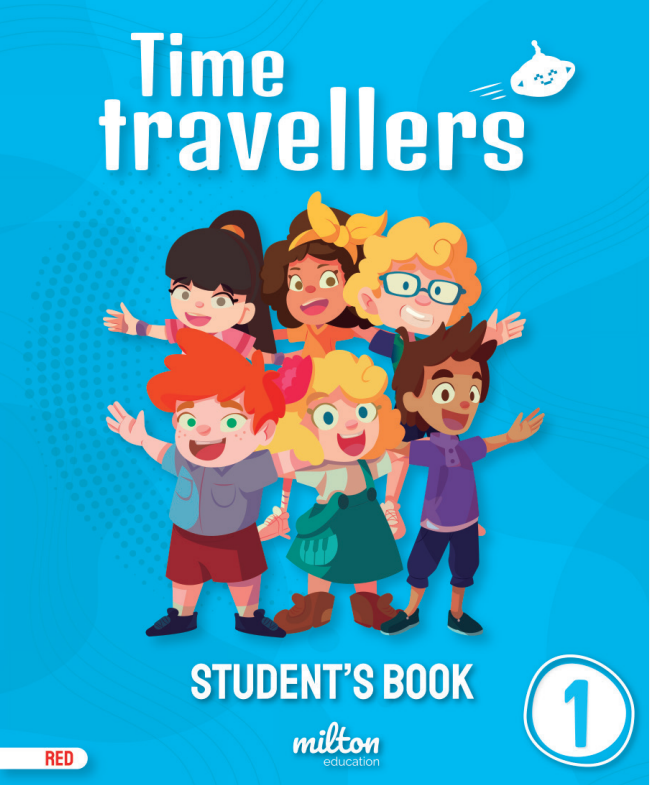 Time
travellers
STUDENT'S BOOK
1
milton
education
RED